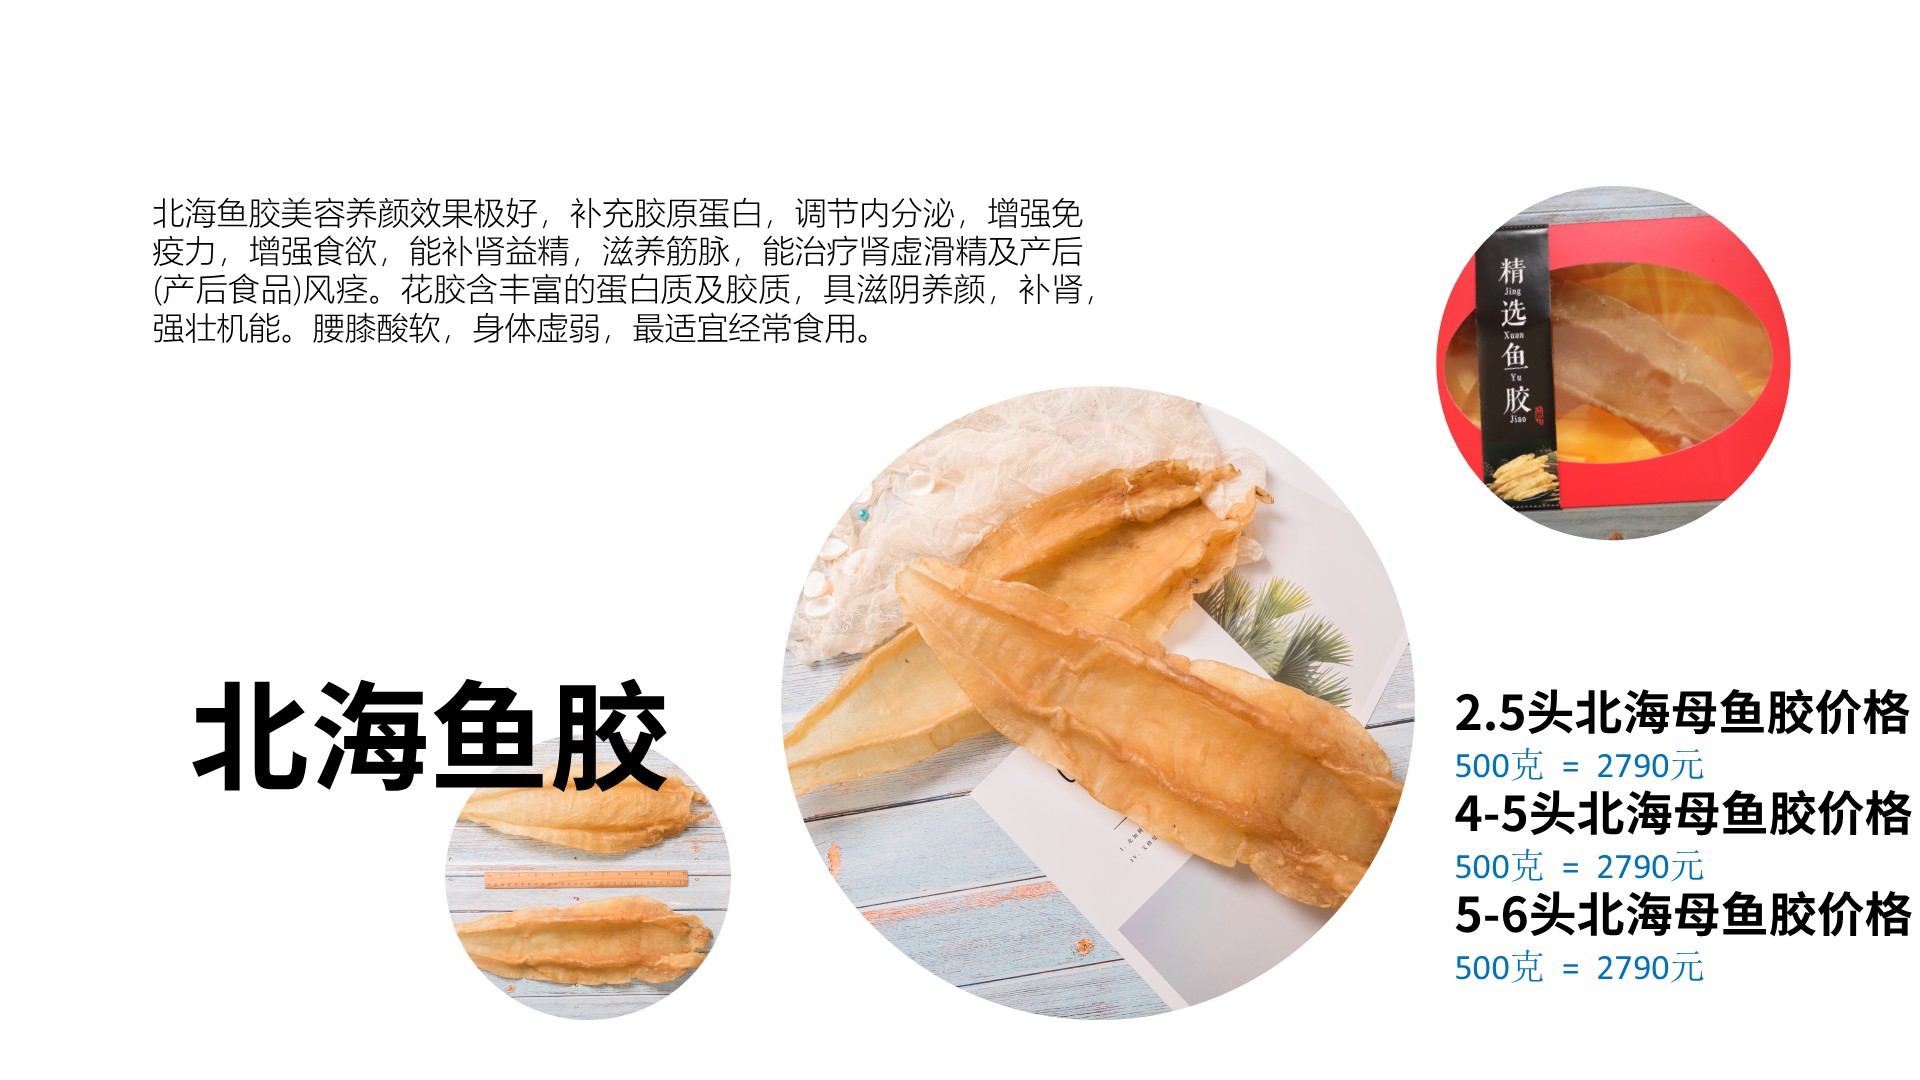 北海鱼胶美容养颜效果极好，补充胶原蛋白，调节内分泌，增强免
疫力，增强食欲，能补肾益精，滋养筋脉，能治疗肾虚滑精及产后
(产后食品)风痉。花胶含丰富的蛋白质及胶质，具滋阴养颜，补肾，
强壮机能。腰膝酸软，身体虚弱，最适宜经常食用。
精
Jing
选
Xuan
鱼
Yu
胶
Jiao
北海鱼胶
2.5头北海母鱼胶价格
500克 = 2790元
4-5头北海母鱼胶价格
500克 = 2790元
5-6头北海母鱼胶价格
500克 = 2790元